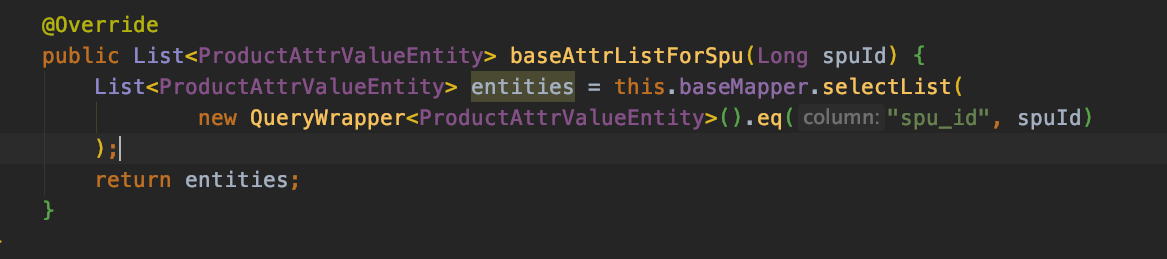 @Override
public List<ProductAttrValueEntity> baseAttrListForSpu(Long spuId) {
List<ProductAttrValueEntity> entities = this.baseMapper.selectList(
new QueryWrapper<ProductAttrValueEntity>().eq( column: "spu_id", spuId)
);
return entities;
}